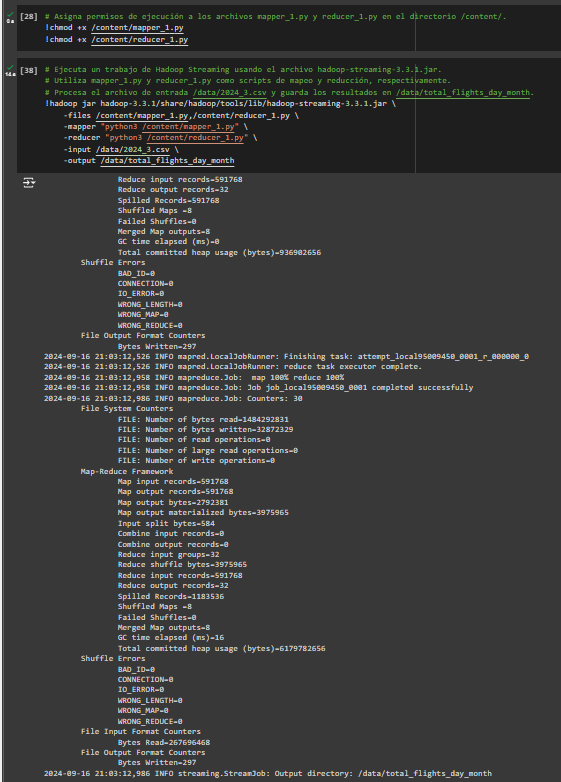 [28] # Asigna permisos de ejecución a los archivos mapper_1.py y reducer_1.py en el directorio /content/.
!chmod +x /content/mapper_1.py
!chmod +x /content/reducer_1.py
[38] # Ejecuta un trabajo de Hadoop Streaming usando el archivo hadoop-streaming-3.3.1.jar.
# Utiliza mapper_1.py y reducer_1.py como scripts de mapeo y reducción, respectivamente.
# Procesa el archivo de entrada /data/2024_3.csv y guarda los resultados en /data/total_flights_day_month.
!hadoop jar hadoop-3.3.1/share/hadoop/tools/lib/hadoop-streaming-3.3.1.jar \
-files /content/mapper_1.py,/content/reducer_1.py \
-mapper "python3 /content/mapper_1.py" \
-reducer "python3 /content/reducer_1.py" \
-input /data/2024_3.csv \
-output /data/total_flights_day_month
Reduce input records=591768
Reduce output records=32
Spilled Records=591768
Shuffled Maps =8
Failed Shuffles=0
Merged Map outputs=8
GC time elapsed (ms)=0
Total committed heap usage (bytes)=936902656
Shuffle Errors
BAD_ID=0
CONNECTION=0
IO_ERROR=0
WRONG_LENGTH=0
WRONG_MAP=0
WRONG_REDUCE=0
File Output Format Counters
Bytes Written=297
2024-09-16 21:03:12,526 INFO mapred.LocalJobRunner: Finishing task: attempt_local95009450_0001_r_000000_0
2024-09-16 21:03:12,526 INFO mapred.LocalJobRunner: reduce task executor complete.
2024-09-16 21:03:12,958 INFO mapreduce.Job:  map 100% reduce 100%
2024-09-16 21:03:12,958 INFO mapreduce.Job: Job job_local95009450_0001 completed successfully
2024-09-16 21:03:12,986 INFO mapreduce.Job: Counters: 30
File System Counters
FILE: Number of bytes read=1484292831
FILE: Number of bytes written=32872329
FILE: Number of read operations=0
FILE: Number of large read operations=0
FILE: Number of write operations=0
Map-Reduce Framework
Map input records=591768
Map output records=591768
Map output bytes=2792381
Map output materialized bytes=3975965
Input split bytes=584
Combine input records=0
Combine output records=0
Reduce input groups=32
Reduce shuffle bytes=3975965
Reduce input records=591768
Reduce output records=32
Spilled Records=1183536
Shuffled Maps =8
Failed Shuffles=0
Merged Map outputs=8
GC time elapsed (ms)=16
Total committed heap usage (bytes)=6179782656
Shuffle Errors
BAD_ID=0
CONNECTION=0
IO_ERROR=0
WRONG_LENGTH=0
WRONG_MAP=0
WRONG_REDUCE=0
File Input Format Counters
Bytes Read=267696468
File Output Format Counters
Bytes Written=297
2024-09-16 21:03:12,986 INFO streaming.StreamJob: Output directory: /data/total_flights_day_month